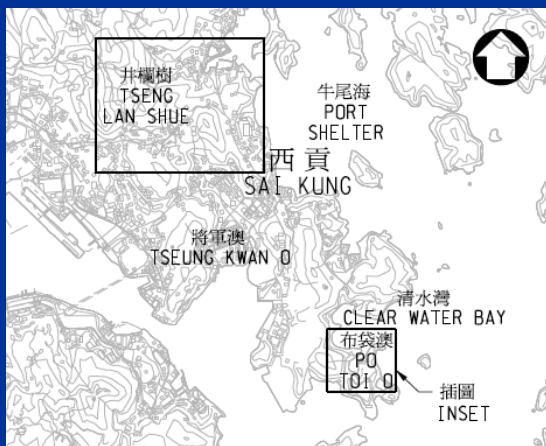 井欄樹
TSENG
LAN SHUE
牛尾海
PORT
SHELTER
西貢
SAI KUNG
將軍澳
TSEUNG KWAN O
清水灣
CLEAR WATER BAY
布袋澳
PO
TOI O
插圖
INSET